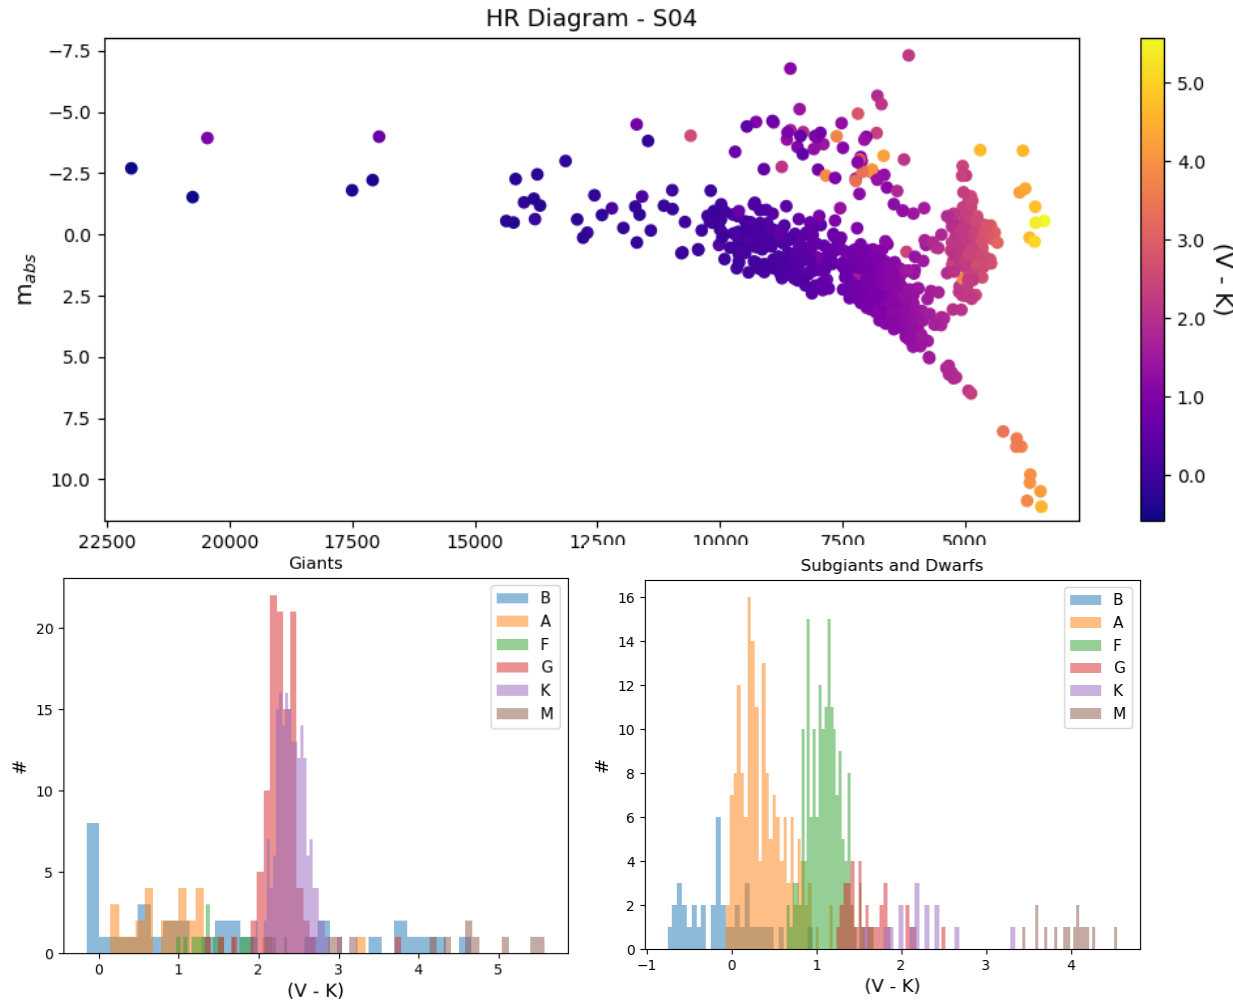 HR Diagram - S04
−7.5
−5.0
−2.5
0.0
2.5
5.0
7.5
10.0
m_abs
22500 20000 17500 15000 12500 10000 7500 5000
5.0
4.0
3.0
2.0
1.0
0.0
(V - K)
Giants
20
15
10
5
0
#
0 1 2 3 4 5
(V - K)
B
A
F
G
K
M
Subgiants and Dwarfs
16
14
12
10
8
6
4
2
0
#
−1 0 1 2 3 4
(V - K)
B
A
F
G
K
M